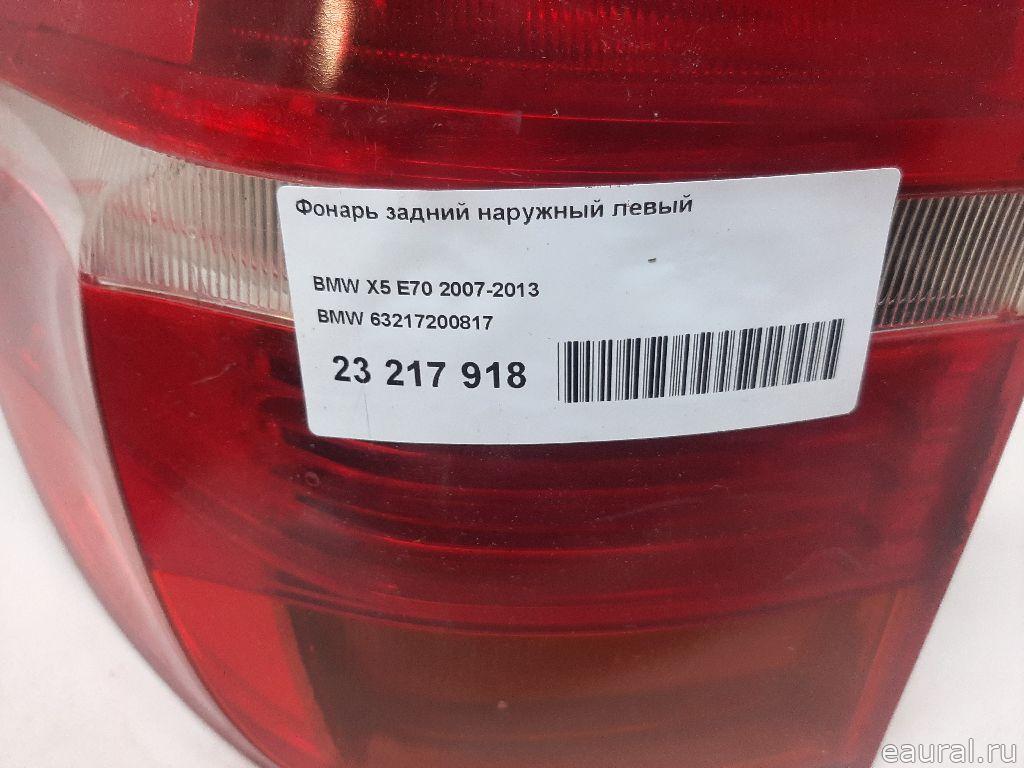 Фонарь задний наружный левый
BMW X5 E70 2007-2013
BMW 63217200817
23 217 918
eaural.ru